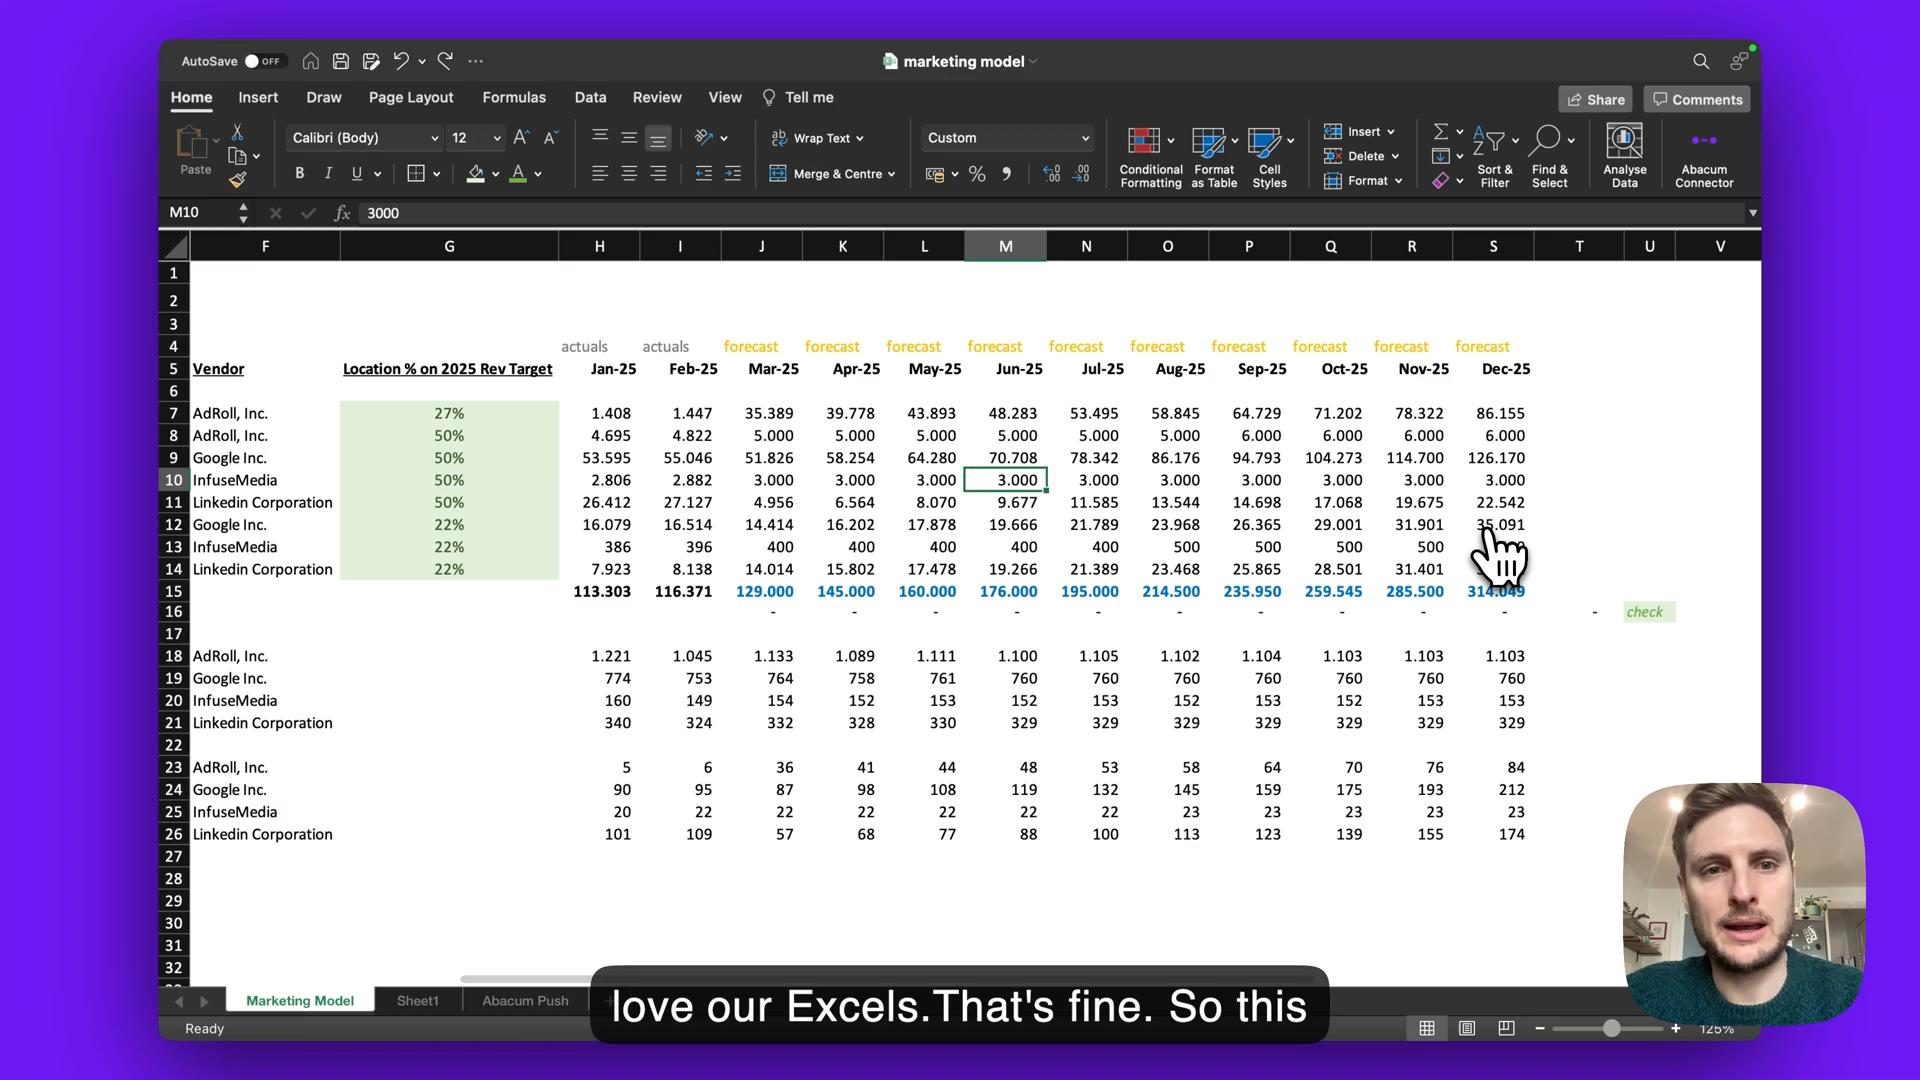 AutoSave OFF marketing model
Home Insert Draw Page Layout Formulas Data Review View Tell me Share Comments
Paste Calibri (Body) 12 Wrap Text Custom Conditional Formatting Format as Table Cell Styles Insert Sort & Filter Find & Select Analyse Data Abacum Connector
B I U A Merge & Centre % Delete
Format
M10 fx 3000
F G H I J K L M N O P Q R S T U V
1
2
3
4 actuals actuals forecast forecast forecast forecast forecast forecast forecast forecast forecast forecast
5 Vendor Location % on 2025 Rev Target Jan-25 Feb-25 Mar-25 Apr-25 May-25 Jun-25 Jul-25 Aug-25 Sep-25 Oct-25 Nov-25 Dec-25
6
7 AdRoll, Inc. 27% 1.408 1.447 35.389 39.778 43.893 48.283 53.495 58.845 64.729 71.202 78.322 86.155
8 AdRoll, Inc. 50% 4.695 4.822 5.000 5.000 5.000 5.000 5.000 5.000 6.000 6.000 6.000 6.000
9 Google Inc. 50% 53.595 55.046 51.826 58.254 64.280 70.708 78.342 86.176 94.793 104.273 114.700 126.170
10 InfuseMedia 50% 2.806 2.882 3.000 3.000 3.000 3.000 3.000 3.000 3.000 3.000 3.000 3.000
11 Linkedin Corporation 50% 26.412 27.127 4.956 6.564 8.070 9.677 11.585 13.544 14.698 17.068 19.675 22.542
12 Google Inc. 22% 16.079 16.514 14.414 16.202 17.878 19.666 21.789 23.968 26.365 29.001 31.901 35.091
13 InfuseMedia 22% 386 396 400 400 400 400 400 500 500 500 500
14 Linkedin Corporation 22% 7.923 8.138 14.014 15.802 17.478 19.266 21.389 23.468 25.865 28.501 31.401
15 113.303 116.371 129.000 145.000 160.000 176.000 195.000 214.500 235.950 259.545 285.500 314.049
16 - - - - - - - - - - - check
17
18 AdRoll, Inc. 1.221 1.045 1.133 1.089 1.111 1.100 1.105 1.102 1.104 1.103 1.103 1.103
19 Google Inc. 774 753 764 758 761 760 760 760 760 760 760 760
20 InfuseMedia 160 149 154 152 153 152 153 152 153 152 153 153
21 Linkedin Corporation 340 324 332 328 330 329 329 329 329 329 329 329
22
23 AdRoll, Inc. 5 6 36 41 44 48 53 58 64 70 76 84
24 Google Inc. 90 95 87 98 108 119 132 145 159 175 193 212
25 InfuseMedia 20 22 22 22 22 22 22 23 23 23 23 23
26 Linkedin Corporation 101 109 57 68 77 88 100 113 123 139 155 174
27
28
29
30
31
32
Marketing Model Sheet1 Abacum Push
love our Excels.That's fine. So this
Ready 125%